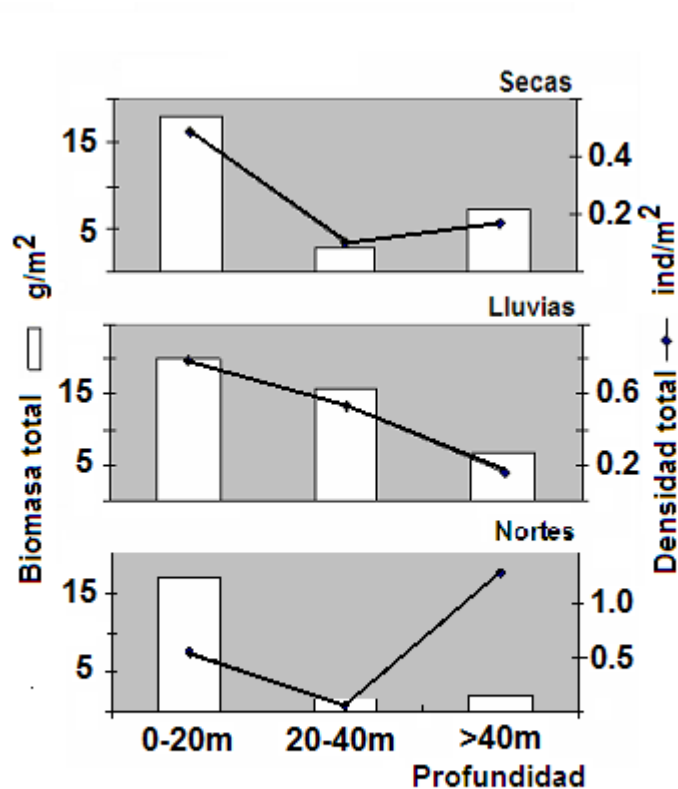 Secas
15
5
0.4
0.2
Lluvias
15
5
0.6
0.2
Nortes
15
5
1.0
0.5
0-20m 20-40m >40m
Profundidad
Biomasa total g/m²
Densidad total ind/m²